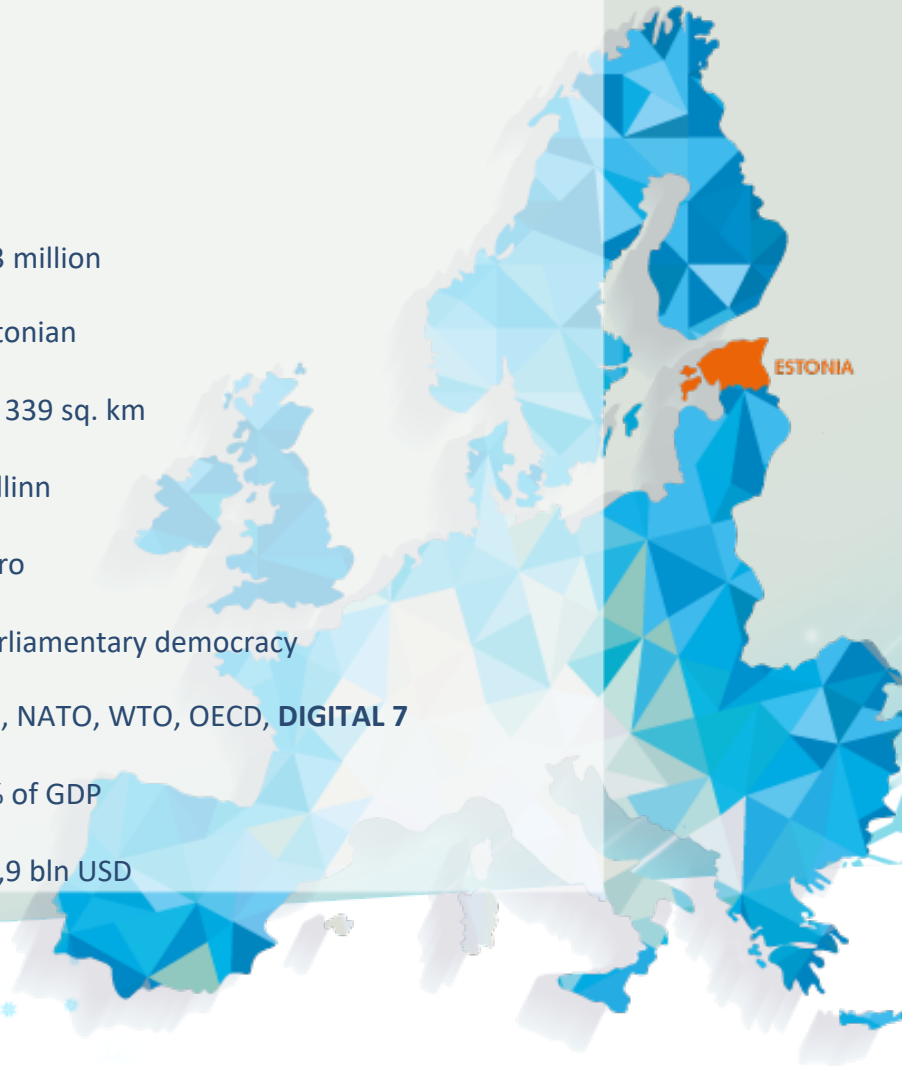 3 million
tonian
ESTONIA
339 sq. km
llinn
ro
rliamentary democracy
, NATO, WTO, OECD, DIGITAL 7
% of GDP
,9 bln USD